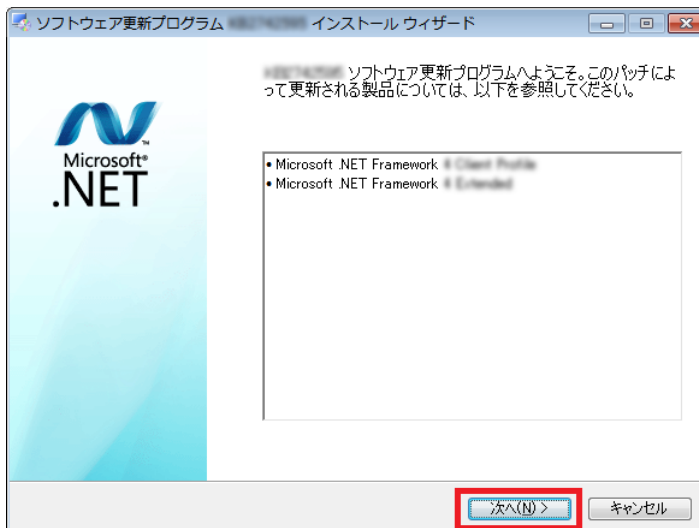 ソフトウェア更新プログラム インストール ウィザード
ソフトウェア更新プログラムへようこそ。このパッチによ
って更新される製品については、以下を参照してください。
Microsoft®
.NET™
• Microsoft .NET Framework
• Microsoft .NET Framework
次へ(N) >
キャンセル